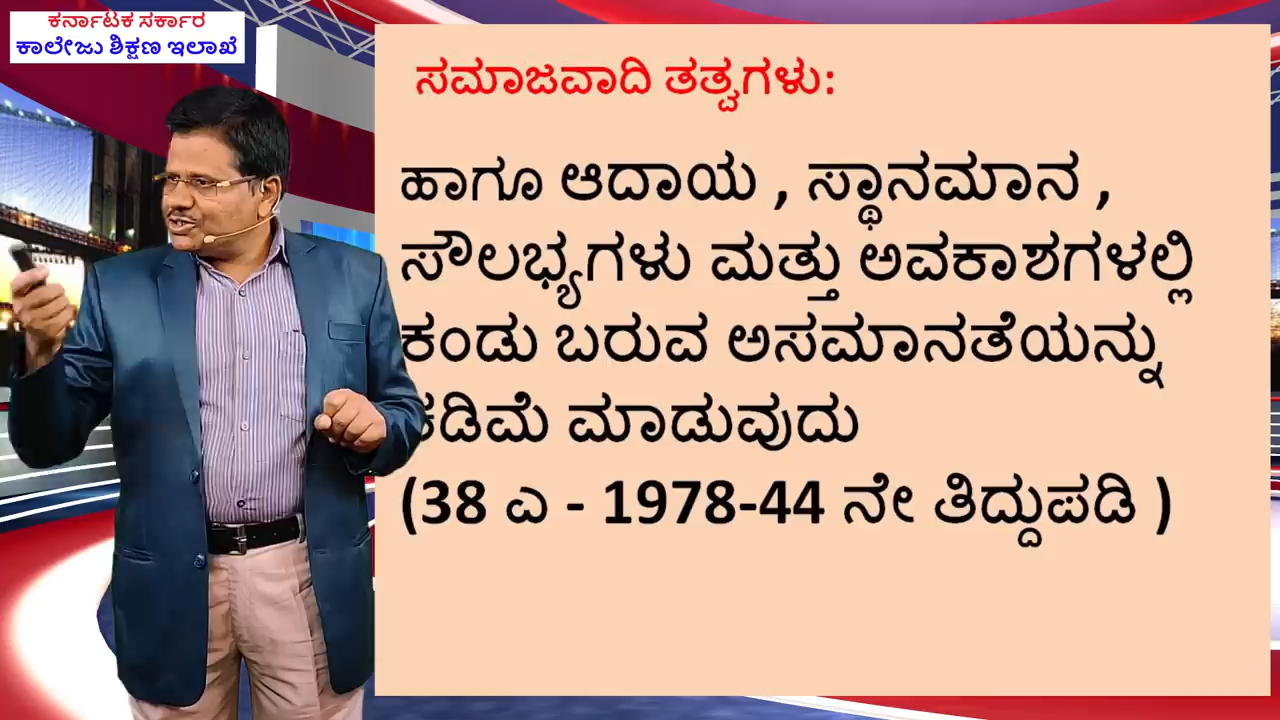 ಕರ್ನಾಟಕ ಸರ್ಕಾರ
ಕಾಲೇಜು ಶಿಕ್ಷಣ ಇಲಾಖೆ
ಸಮಾಜವಾದಿ ತತ್ವಗಳು:
ಹಾಗೂ ಆದಾಯ , ಸ್ಥಾನಮಾನ ,
ಸೌಲಭ್ಯಗಳು ಮತ್ತು ಅವಕಾಶಗಳಲ್ಲಿ
ಕಂಡು ಬರುವ ಅಸಮಾನತೆಯನ್ನು
ಕಡಿಮೆ ಮಾಡುವುದು
(38 ಎ - 1978-44 ನೇ ತಿದ್ದುಪಡಿ )